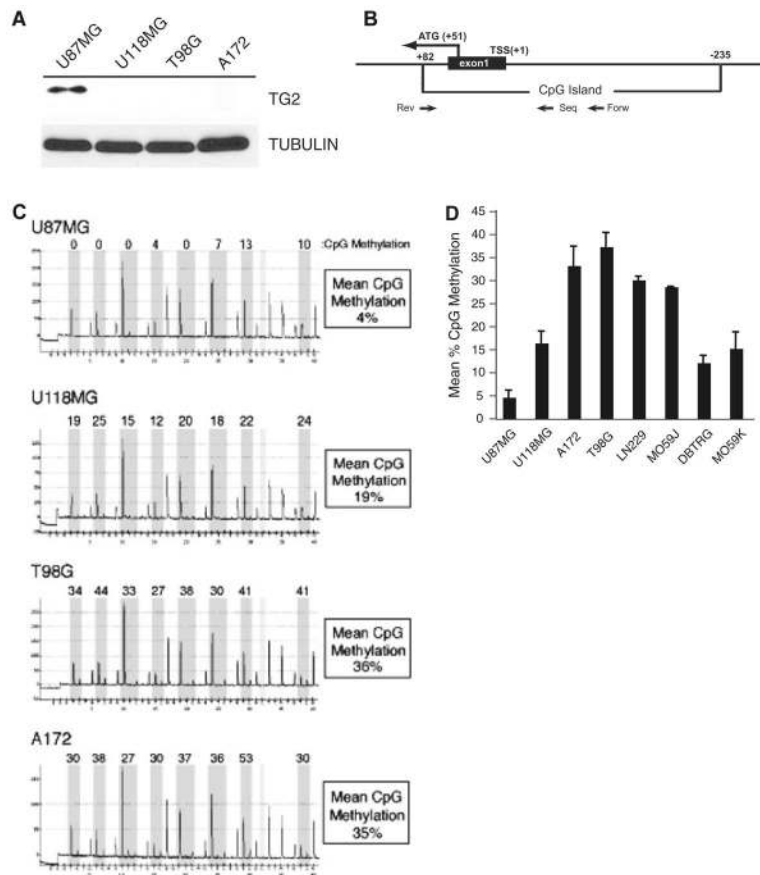 A
U87MG
U118MG
T98G
A172
TG2
TUBULIN
B
ATG (+51)
TSS(+1)
+82
exon1
-235
CpG Island
Rev
Seq
Forw
C
U87MG
0 0 0 4 0 7 13 10 :CpG Methylation
Mean CpG
Methylation
4%
U118MG
19 25 15 12 20 18 22 24
Mean CpG
Methylation
19%
T98G
34 44 33 27 38 30 41 41
Mean CpG
Methylation
36%
A172
30 38 27 30 37 36 53 30
Mean CpG
Methylation
35%
D
Mean % CpG Methylation
45
40
35
30
25
20
15
10
5
0
U87MG
U118MG
A172
T98G
LN229
MO59J
DBTRG
MO59K